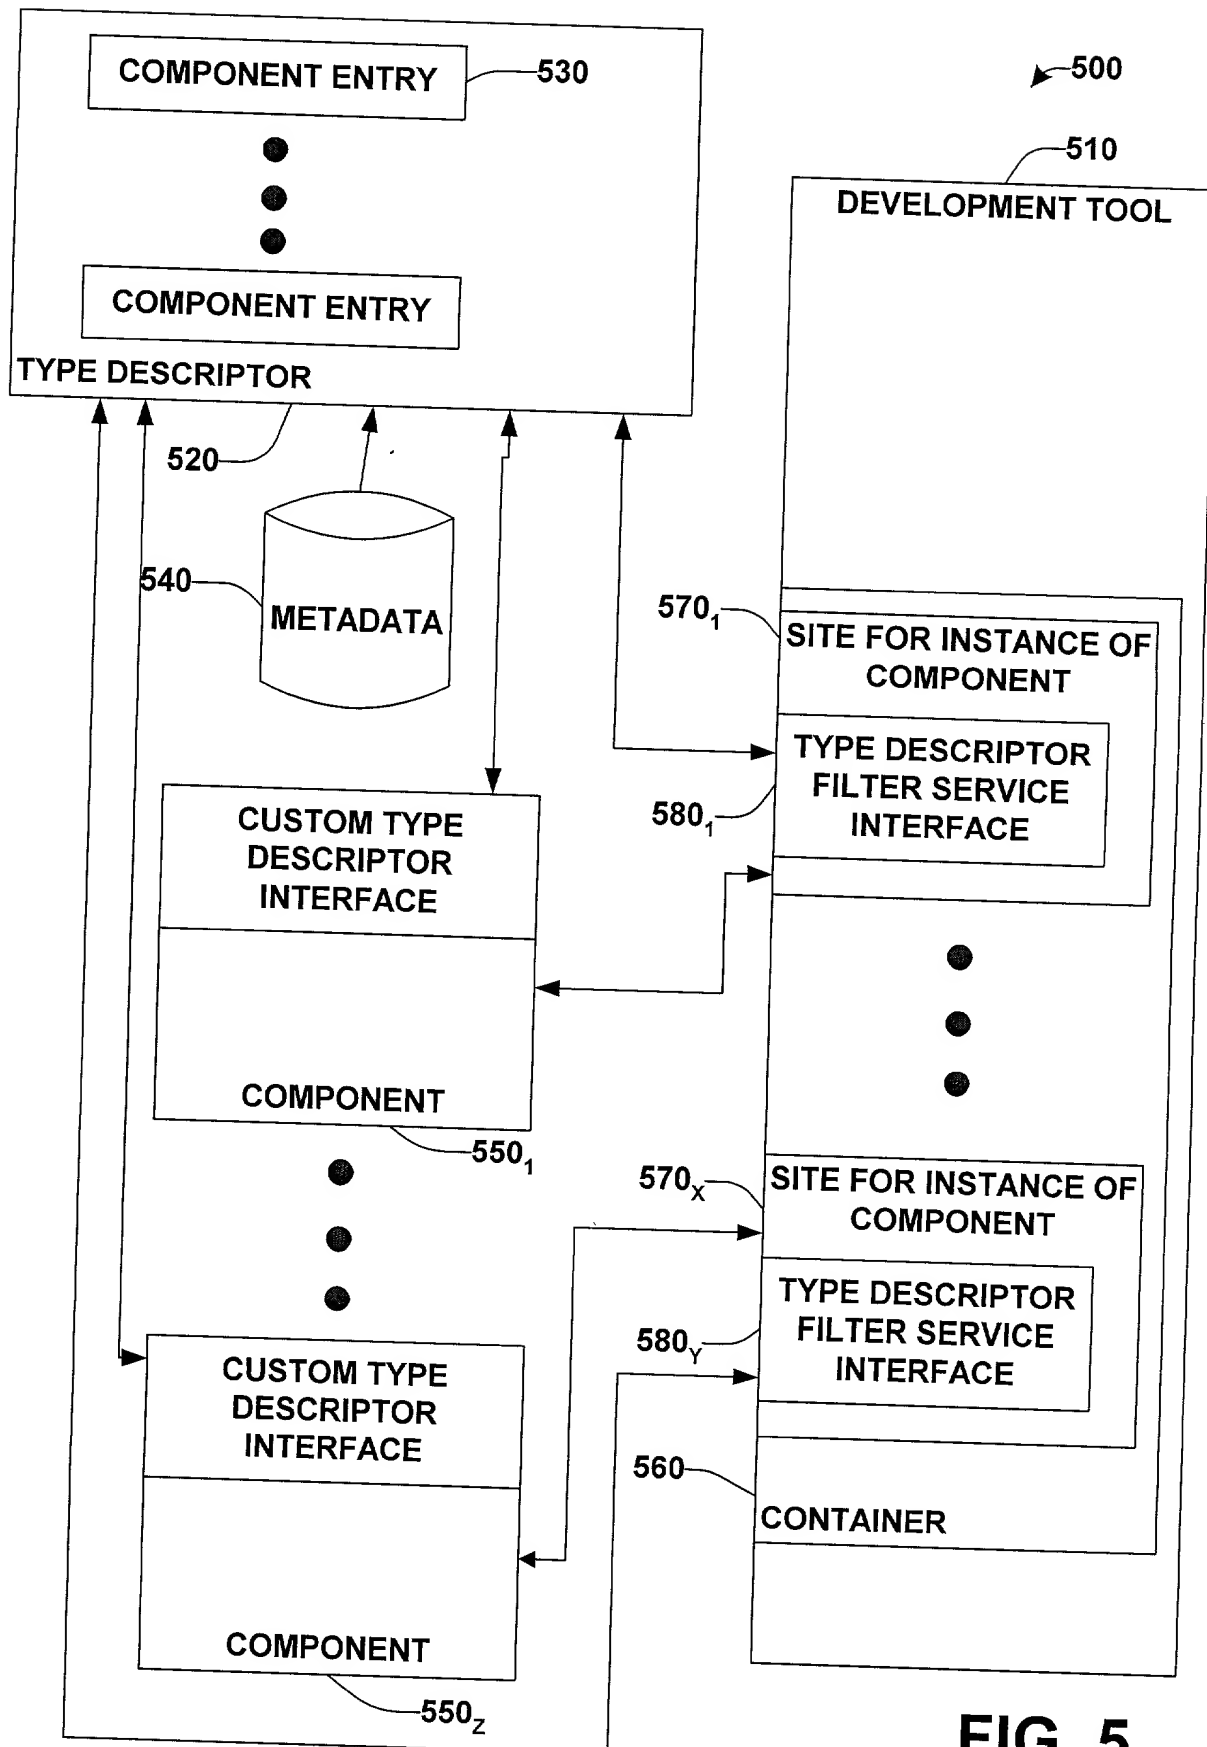 COMPONENT ENTRY
530
500
510
DEVELOPMENT TOOL
COMPONENT ENTRY
TYPE DESCRIPTOR
520
540
METADATA
570₁
SITE FOR INSTANCE OF
COMPONENT
TYPE DESCRIPTOR
FILTER SERVICE
INTERFACE
580₁
CUSTOM TYPE
DESCRIPTOR
INTERFACE
COMPONENT
550₁
570X
SITE FOR INSTANCE OF
COMPONENT
TYPE DESCRIPTOR
FILTER SERVICE
INTERFACE
580Y
CUSTOM TYPE
DESCRIPTOR
INTERFACE
560
CONTAINER
COMPONENT
550Z
FIG. 5